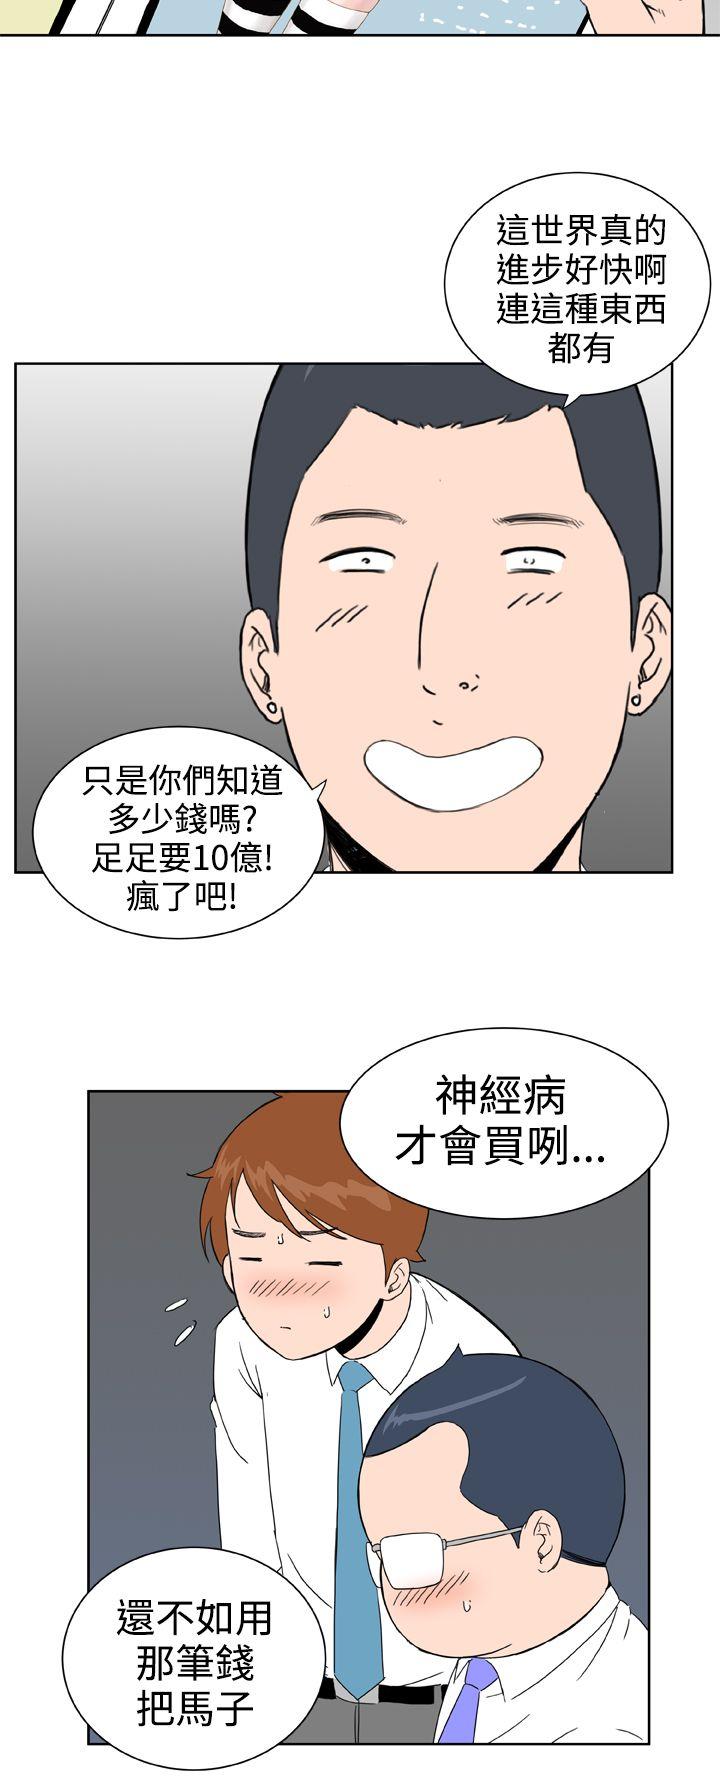 這世界真的
進步好快啊
連這種東西
都有
只是你們知道
多少錢嗎?
足足要10億!
瘋了吧!
神經病
才會買咧...
還不如用
那筆錢
把馬子